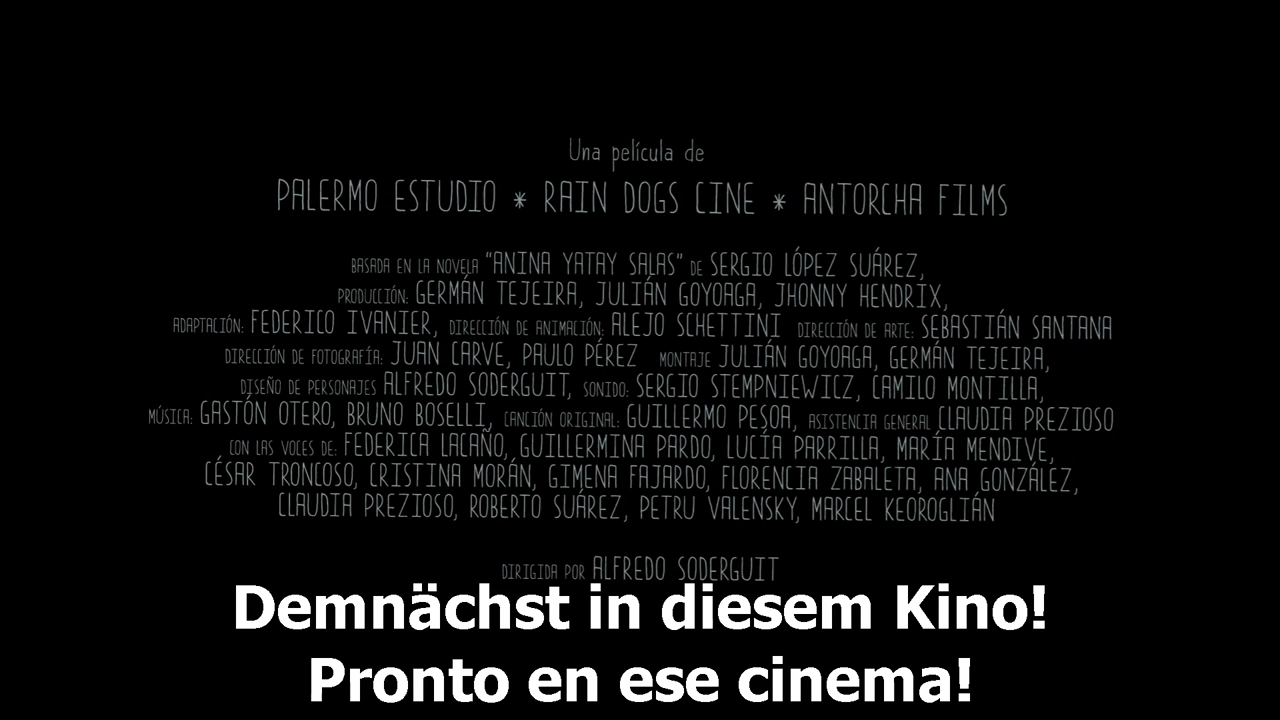 Una película de
PALERMO ESTUDIO * RAIN DOGS CINE * ANTORCHA FILMS
BASADA EN LA NOVELA "ANINA YATAY SALAS" DE SERGIO LÓPEZ SUÁREZ,
PRODUCCIÓN: GERMÁN TEJEIRA, JULIÁN GOYOAGA, JHONNY HENDRIX,
ADAPTACIÓN: FEDERICO IVANIER, DIRECCIÓN DE ANIMACIÓN: ALEJO SCHETTINI DIRECCIÓN DE ARTE: SEBASTIÁN SANTANA
DIRECCIÓN DE FOTOGRAFÍA: JUAN CARVE, PAULO PÉREZ MONTAJE JULIÁN GOYOAGA, GERMÁN TEJEIRA,
DISEÑO DE PERSONAJES ALFREDO SODERGUIT, SONIDO: SERGIO STEMPNIEWICZ, CAMILO MONTILLA,
MÚSICA: GASTÓN OTERO, BRUNO BOSELLI, CANCIÓN ORIGINAL: GUILLERMO PESOA, ASISTENCIA GENERAL CLAUDIA PREZIOSO
CON LAS VOCES DE: FEDERICA LACAÑO, GUILLERMINA PARDO, LUCÍA PARRILLA, MARÍA MENDIVE,
CÉSAR TRONCOSO, CRISTINA MORÁN, GIMENA FAJARDO, FLORENCIA ZABALETA, ANA GONZÁLEZ,
CLAUDIA PREZIOSO, ROBERTO SUÁREZ, PETRU VALENSKY, MARCEL KEOROGLIÁN
DIRIGIDA POR ALFREDO SODERGUIT
Demnächst in diesem Kino!
Pronto en ese cinema!